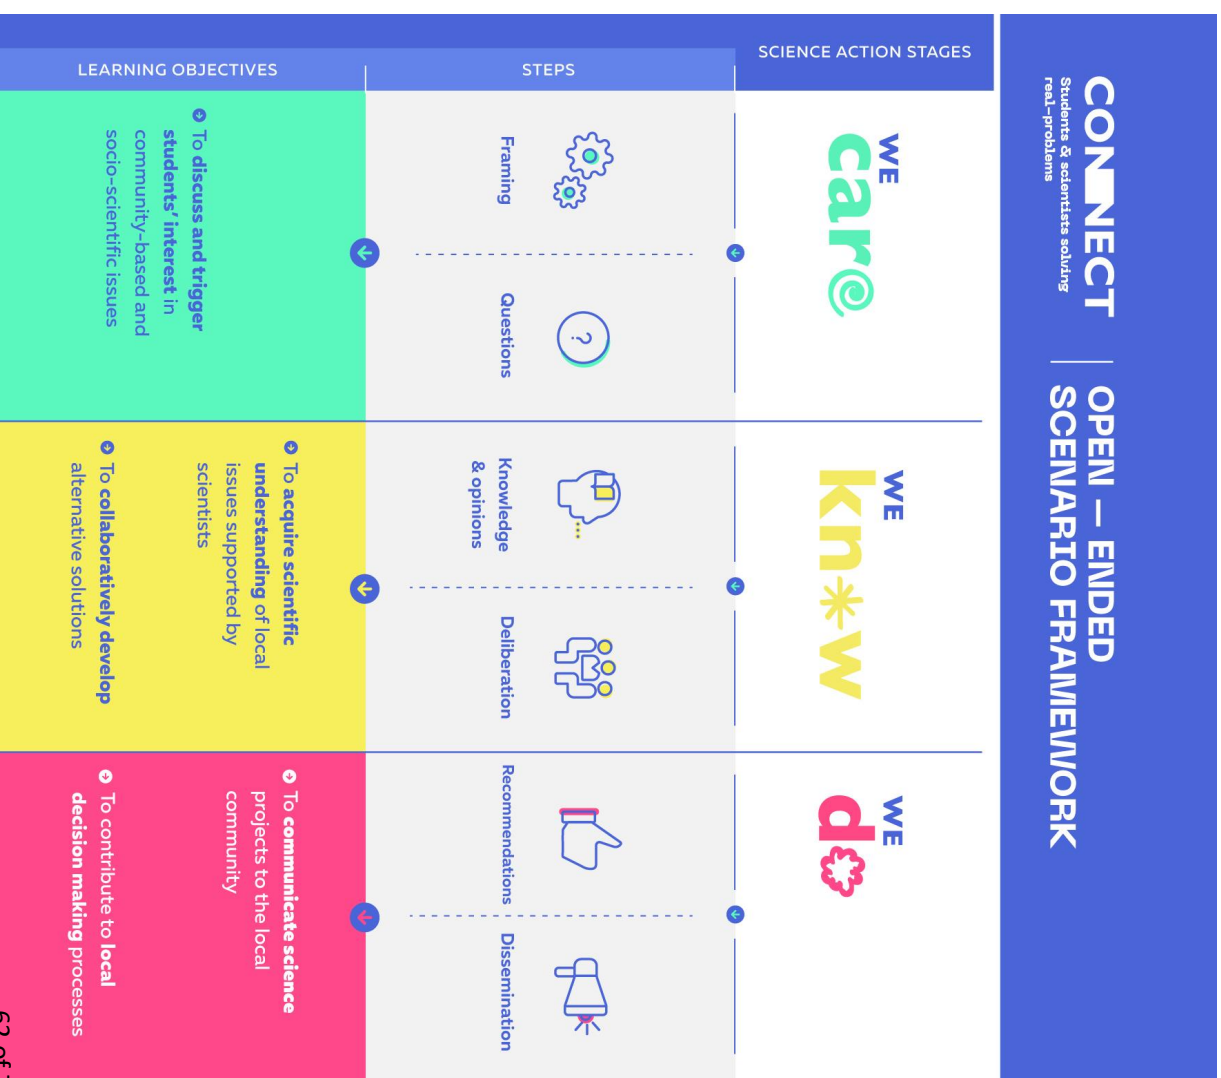 CONNECT
Students & scientists solving
real-problems
OPEN — ENDED
SCENARIO FRAMEWORK
SCIENCE ACTION STAGES
STEPS
LEARNING OBJECTIVES
WE
care
Framing
Questions
To discuss and trigger
students' interest in
community-based and
socio-scientific issues
WE
know
Knowledge
& opinions
?
Deliberation
To acquire scientific
understanding of local
issues supported by
scientists
To collaboratively develop
alternative solutions
WE
do
Recommendations
Dissemination
To communicate science
projects to the local
community
To contribute to local
decision making processes
62 of